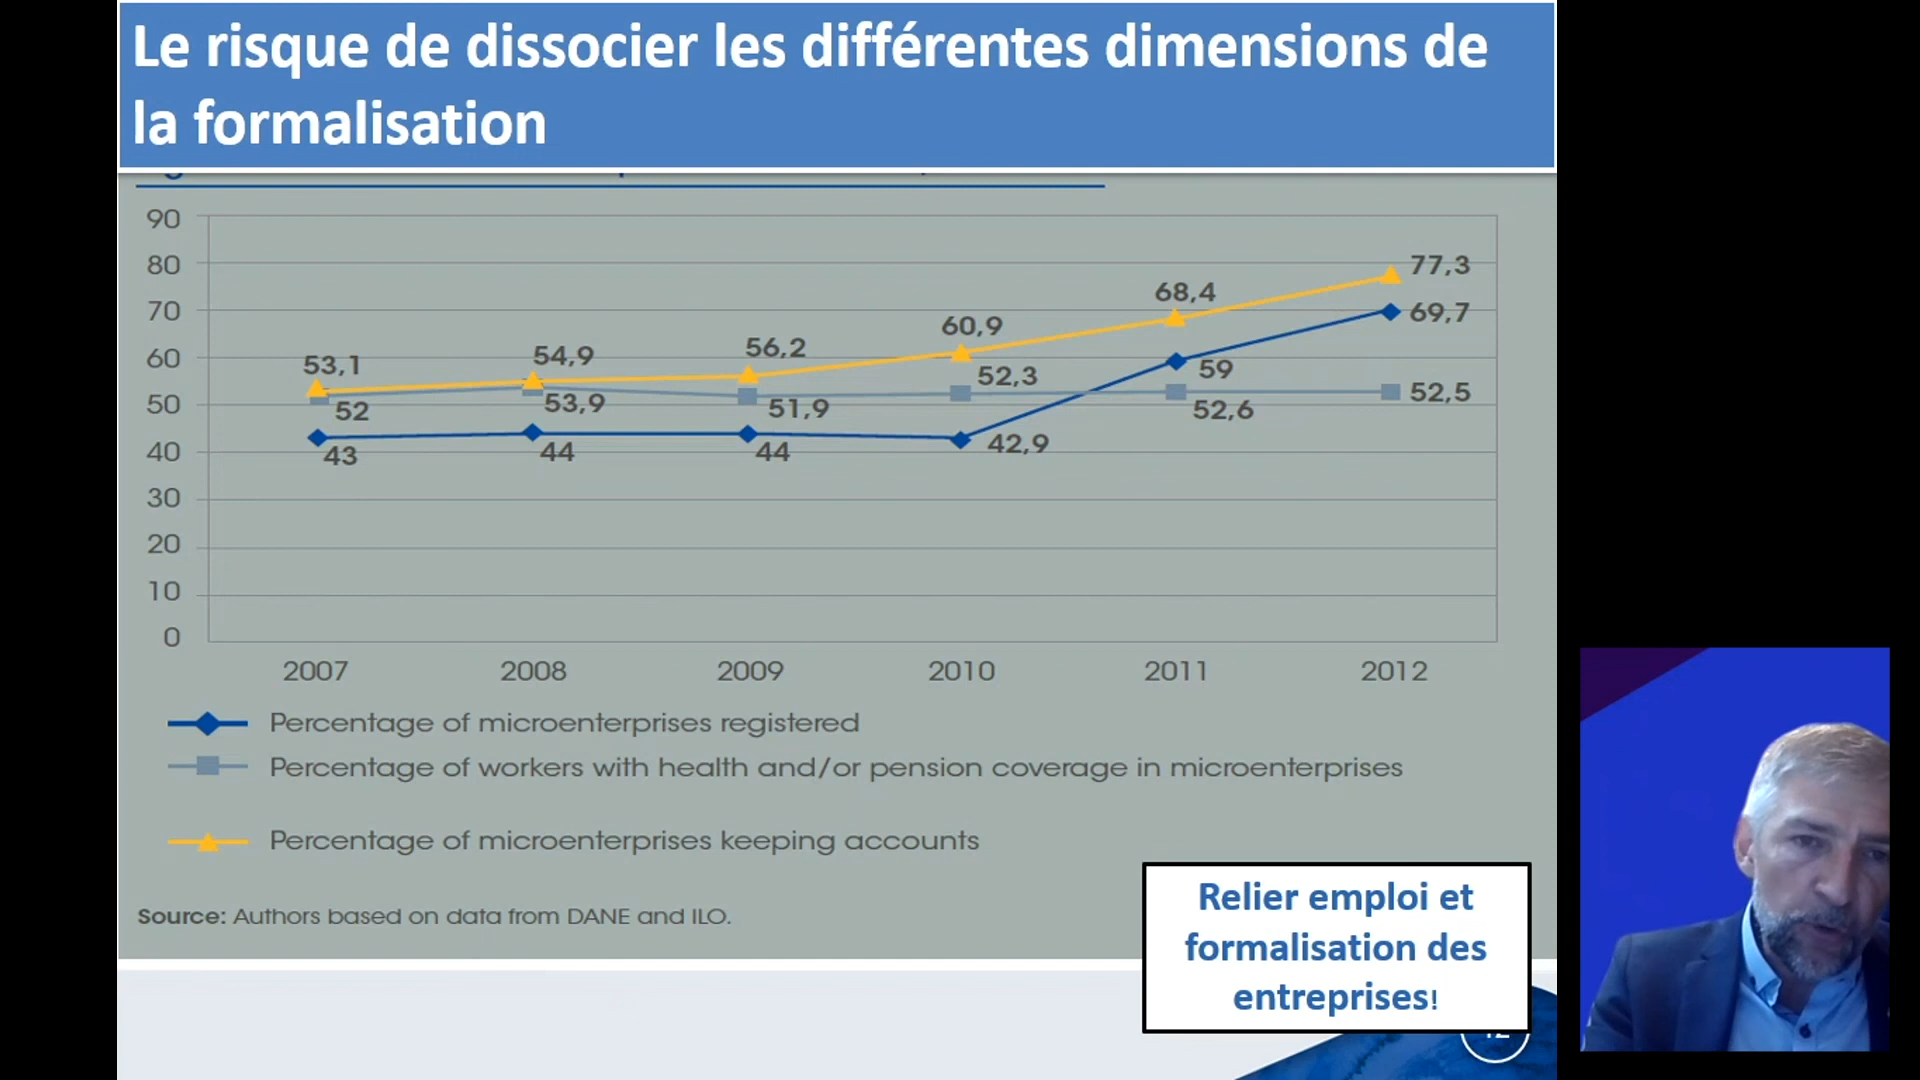 Le risque de dissocier les différentes dimensions de
la formalisation
90
80
70
60
50
40
30
20
10
0
53,1
54,9
56,2
60,9
68,4
77,3
52
53,9
51,9
52,3
52,6
52,5
43
44
44
42,9
59
69,7
2007 2008 2009 2010 2011 2012
Percentage of microenterprises registered
Percentage of workers with health and/or pension coverage in microenterprises
Percentage of microenterprises keeping accounts
Source: Authors based on data from DANE and ILO.
Relier emploi et
formalisation des
entreprises!